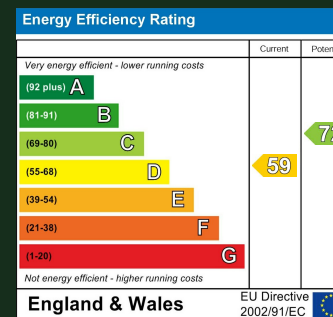 Energy Efficiency Rating
Current
Very energy efficient - lower running costs
(92 plus) A
(81-91) B
(69-80) C
(55-68) D
59
(39-54) E
(21-38) F
(1-20) G
Not energy efficient - higher running costs
England & Wales
EU Directive
2002/91/EC